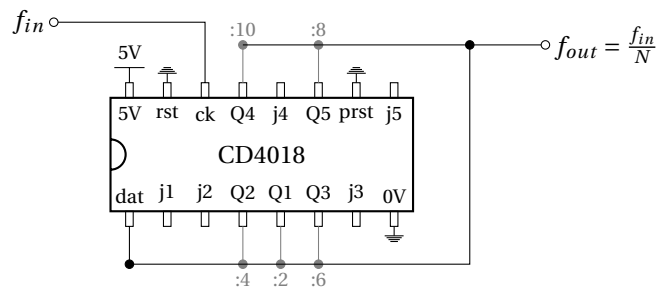 f_in
:10 :8
f_out = f_in/N
5V
5V rst ck Q4 j4 Q5 prst j5
CD4018
dat j1 j2 Q2 Q1 Q3 j3 0V
:4 :2 :6